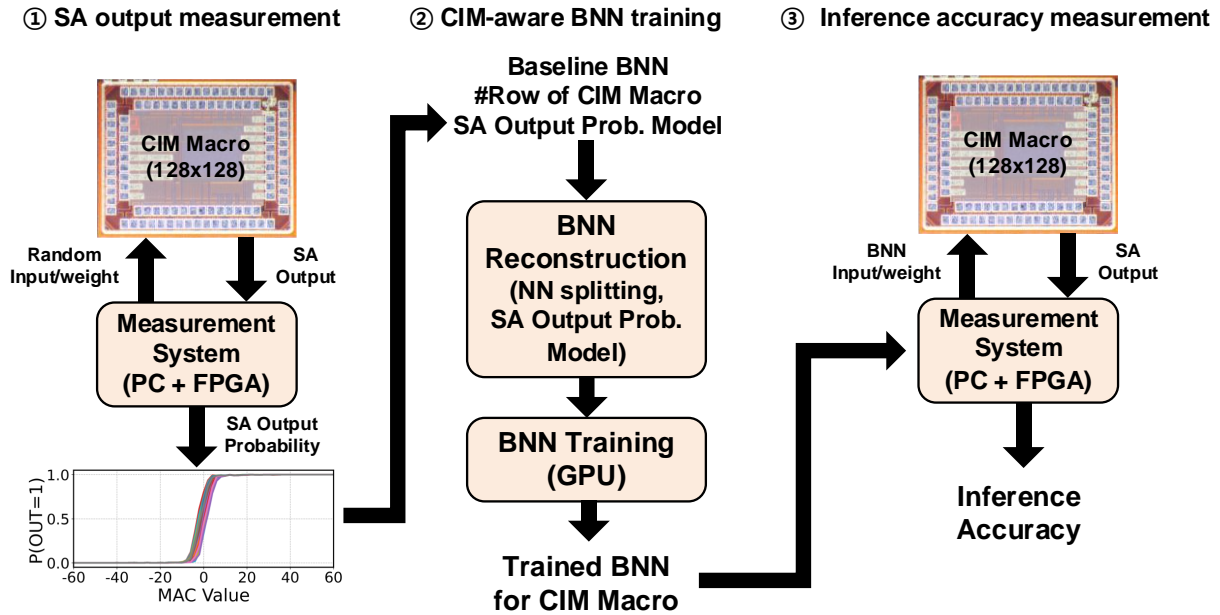 ① SA output measurement
CIM Macro
(128x128)
Random
Input/weight
SA
Output
Measurement
System
(PC + FPGA)
SA Output
Probability
P(OUT=1)
1.0
0.5
0.0
-60
-40
-20
0
20
40
60
MAC Value
② CIM-aware BNN training
Baseline BNN
#Row of CIM Macro
SA Output Prob. Model
BNN
Reconstruction
(NN splitting,
SA Output Prob.
Model)
BNN Training
(GPU)
Trained BNN
for CIM Macro
③ Inference accuracy measurement
CIM Macro
(128x128)
BNN
Input/weight
SA
Output
Measurement
System
(PC + FPGA)
Inference
Accuracy